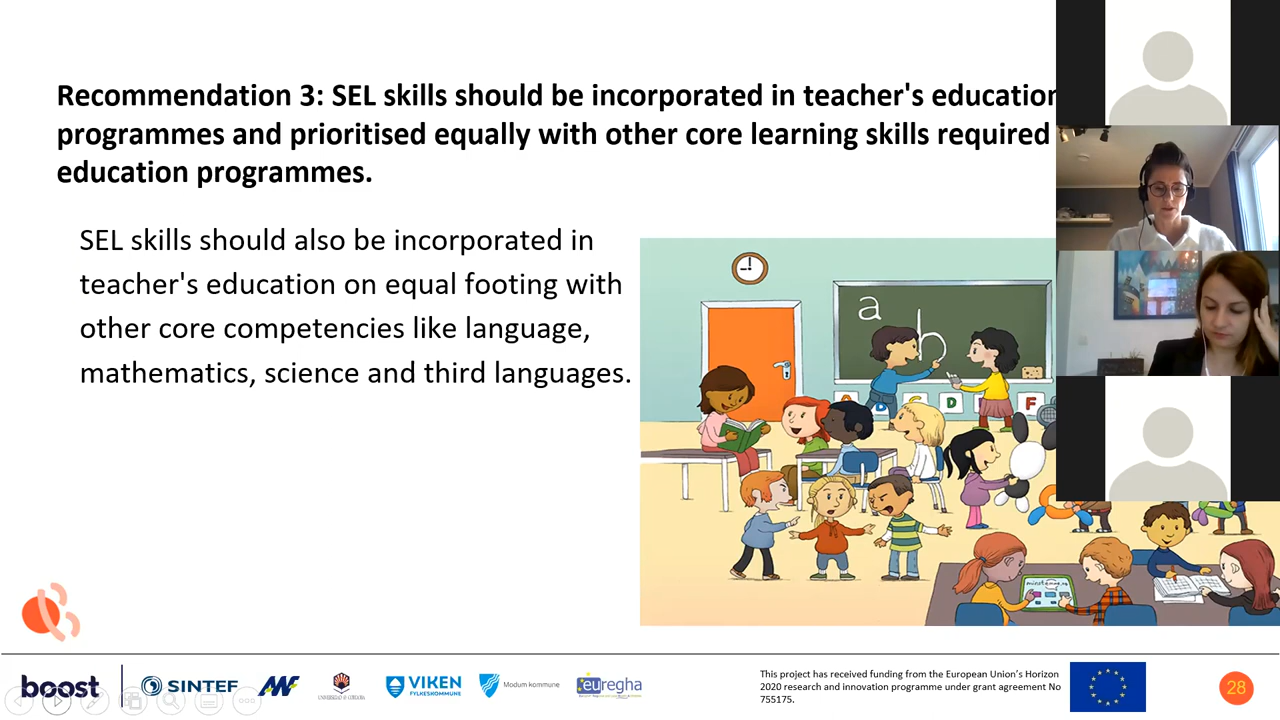 Recommendation 3: SEL skills should be incorporated in teacher's education
programmes and prioritised equally with other core learning skills required
education programmes.
SEL skills should also be incorporated in
teacher's education on equal footing with
other core competencies like language,
mathematics, science and third languages.
a
b
A C D F
boost
SINTEF
VIKEN
FYLKESKOMMUNE
Modum kommune
euregha
This project has received funding from the European Union's Horizon
2020 research and innovation programme under grant agreement No
755175.
28